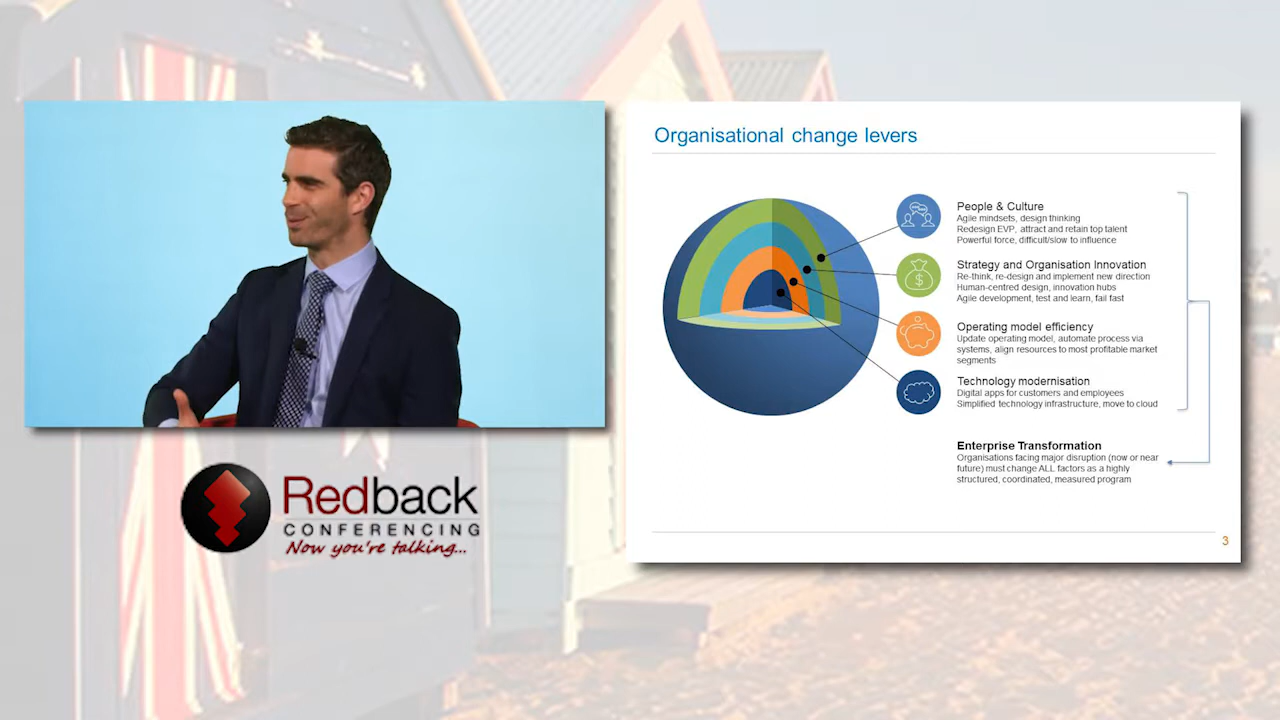 Organisational change levers
People & Culture
Agile mindsets, design thinking
Redesign EVP, attract and retain top talent
Powerful force, difficult/slow to influence
Strategy and Organisation Innovation
Re-think, re-design and implement new direction
Human-centred design, innovation hubs
Agile development, test and learn, fail fast
Operating model efficiency
Update operating model, automate process via
systems, align resources to most profitable market
segments
Technology modernisation
Digital apps for customers and employees
Simplified technology infrastructure, move to cloud
Enterprise Transformation
Organisations facing major disruption (now or near
future) must change ALL factors as a highly
structured, coordinated, measured program
3
Redback
CONFERENCING
Now you're talking...